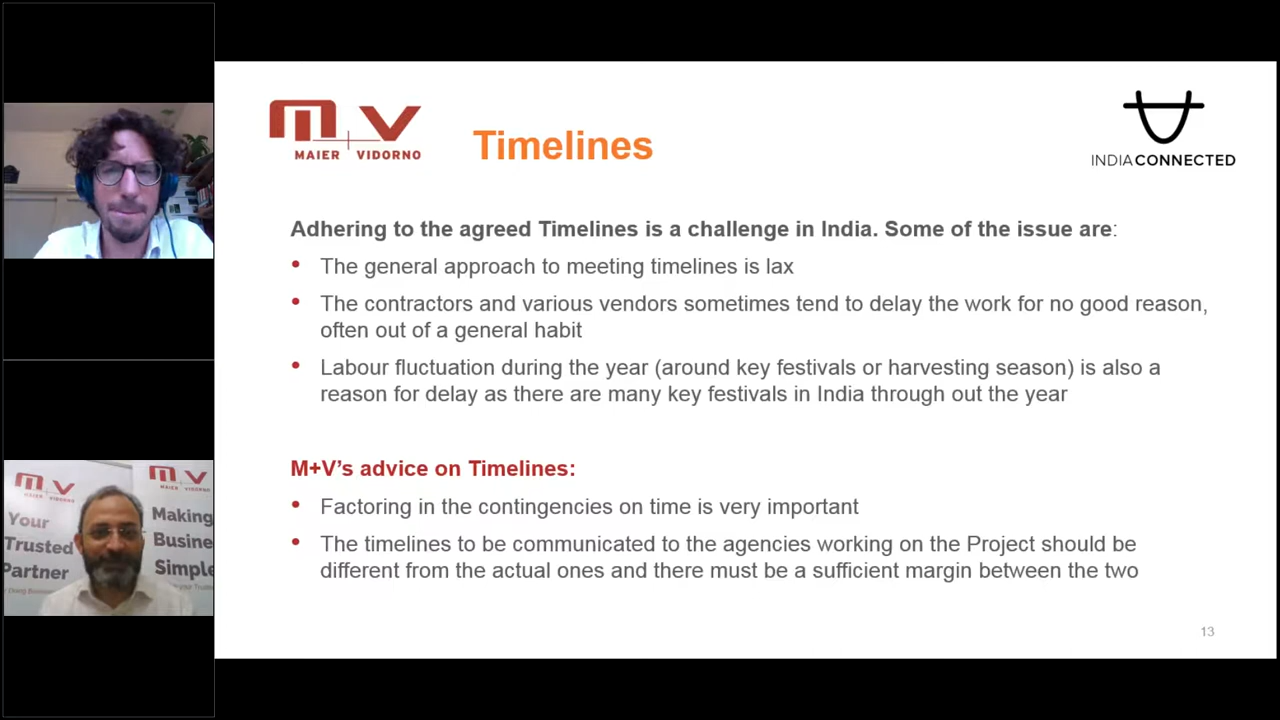 MAIER VIDORNO
Timelines
INDIACONNECTED
Adhering to the agreed Timelines is a challenge in India. Some of the issue are:
The general approach to meeting timelines is lax
The contractors and various vendors sometimes tend to delay the work for no good reason,
often out of a general habit
Labour fluctuation during the year (around key festivals or harvesting season) is also a
reason for delay as there are many key festivals in India through out the year
M+V’s advice on Timelines:
Factoring in the contingencies on time is very important
The timelines to be communicated to the agencies working on the Project should be
different from the actual ones and there must be a sufficient margin between the two
13
M+V
MAIER VIDORNO
Your
Trusted
Partner
M+V
MAIER VIDORNO
Making
Busine
Simple